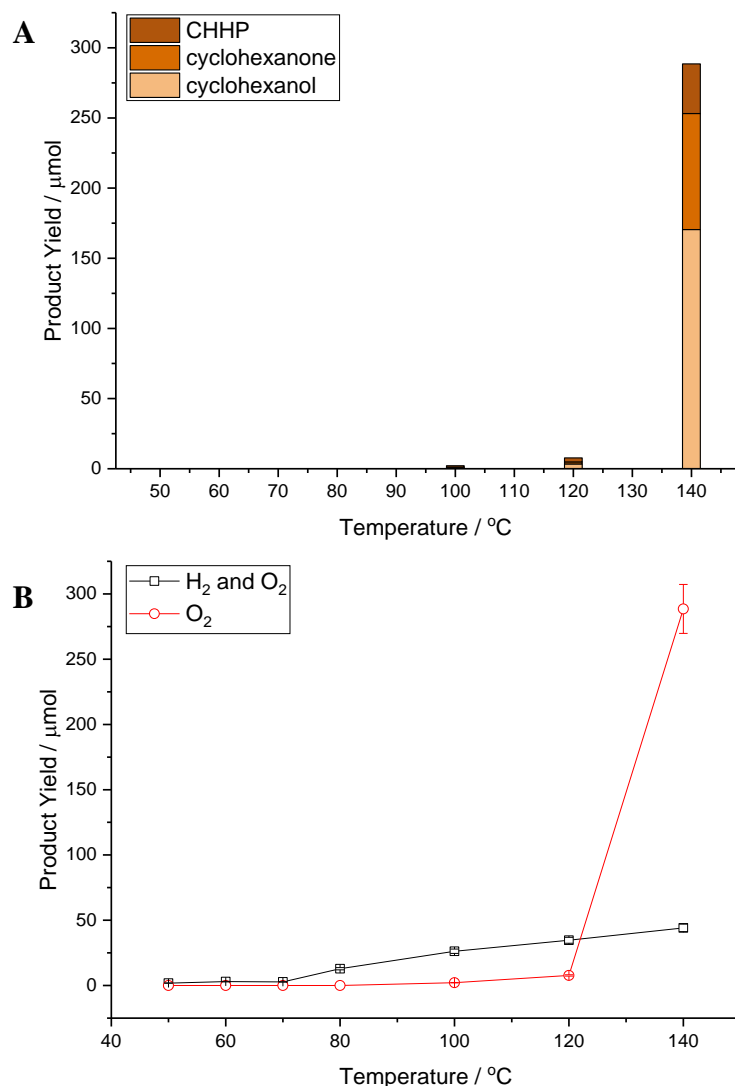 A
CHHP
cyclohexanone
cyclohexanol
Product Yield / μmol
300
250
200
150
100
50
0
50 60 70 80 90 100 110 120 130 140
Temperature / °C
B
H₂ and O₂
O₂
Product Yield / μmol
300
250
200
150
100
50
0
40 60 80 100 120 140
Temperature / °C